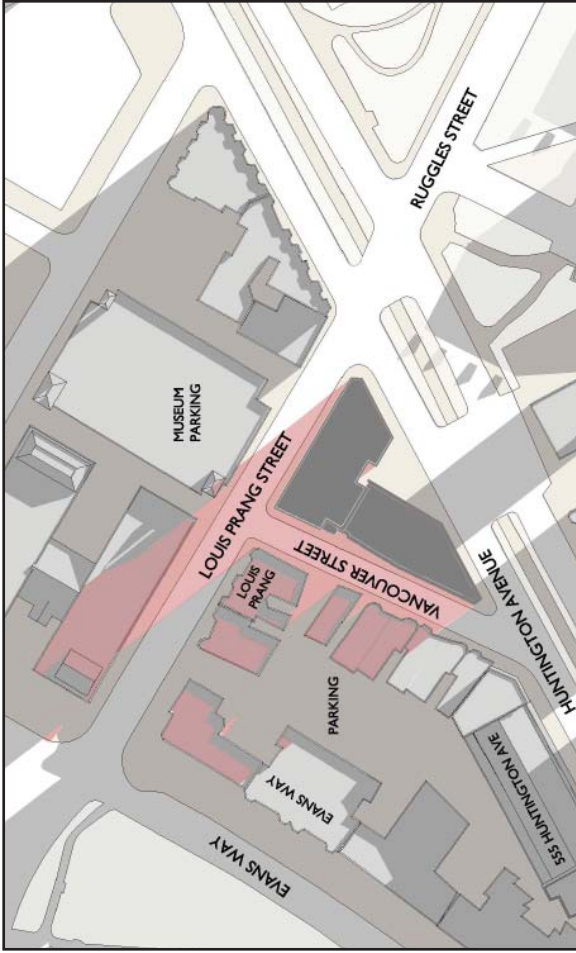 RUGGLES STREET
MUSEUM
PARKING
LOUIS PRANG STREET
LOUIS
PRANG
VANCOUVER STREET
HUNTINGTON AVENUE
PARKING
EVANS WAY
EVANS WAY
555 HUNTINGTON AVE